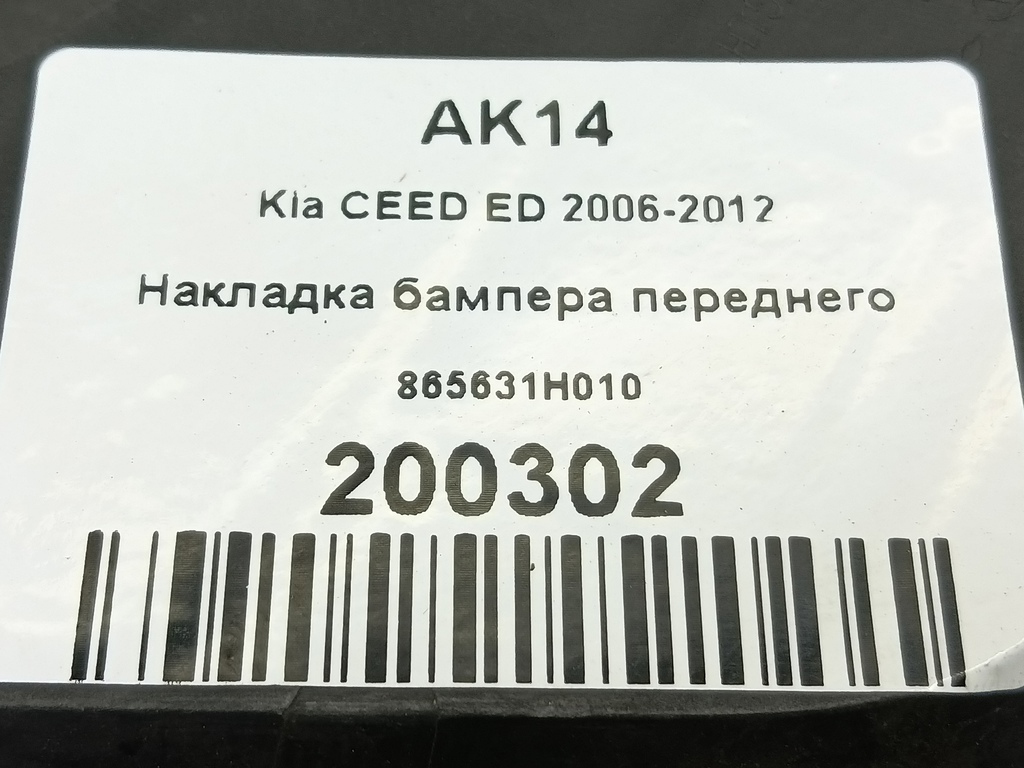 AK14
Kia CEED ED 2006-2012
Накладка бампера переднего
865631H010
200302